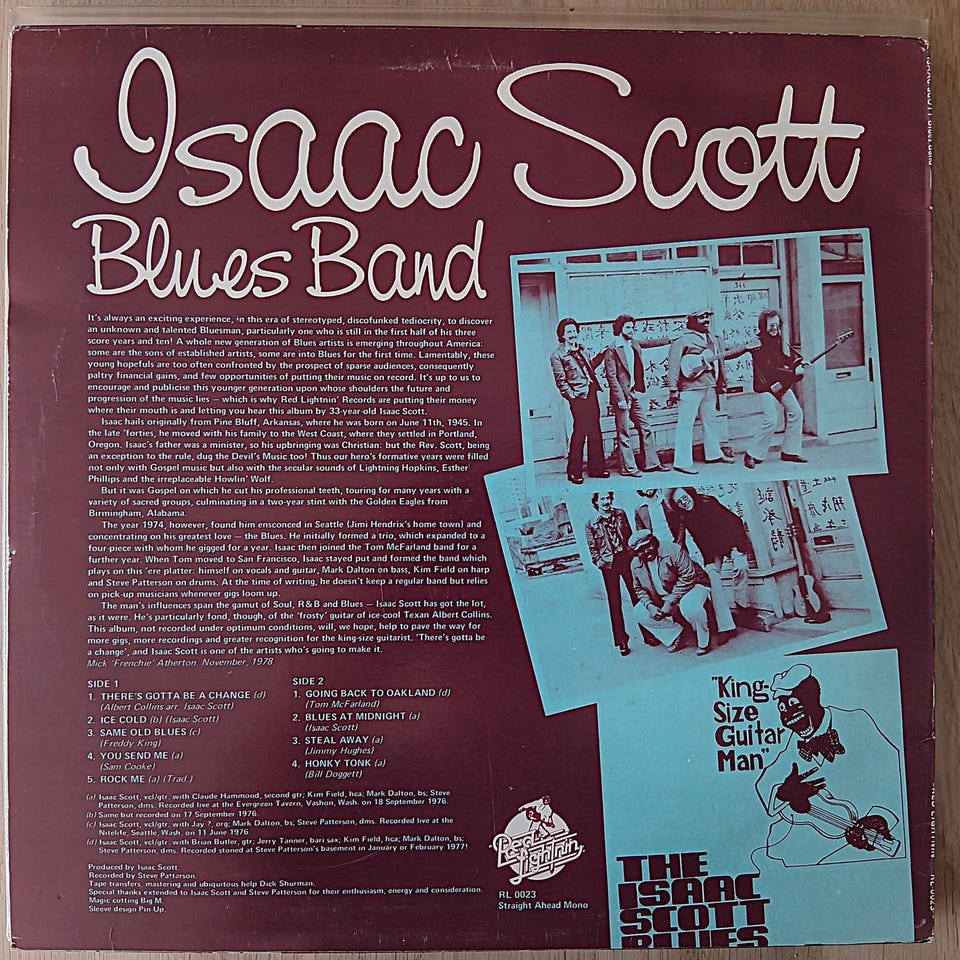 Isaac Scott
Blues Band
It's always an exciting experience, in this era of stereotyped, discofunked tediocrity, to discover
an unknown and talented Bluesman, particularly one who is still in the first half of his three
score years and ten! A whole new generation of Blues artists is emerging throughout America:
some are the sons of established artists, some are into Blues for the first time. Lamentably, these
young hopefuls are too often confronted by the prospect of sparse audiences, consequently
paltry financial gains, and few opportunities of putting their music on record. It's up to us to
encourage and publicise this younger generation upon whose shoulders the future and
progression of the music lies – which is why Red Lightnin' Records are putting their money
where their mouth is and letting you hear this album by 33-year-old Isaac Scott.
Isaac hails originally from Pine Bluff, Arkansas, where he was born on June 11th, 1945. In
the late 'forties, he moved with his family to the West Coast, where they settled in Portland,
Oregon. Isaac's father was a minister, so his upbringing was Christian: but the Rev. Scott, being
an exception to the rule, dug the Devil's Music too! Thus our hero's formative years were filled
not only with Gospel music but also with the secular sounds of Lightning Hopkins, Esther
Phillips and the irreplaceable Howlin' Wolf.
But it was Gospel on which he cut his professional teeth, touring for many years with a
variety of sacred groups, culminating in a two-year stint with the Golden Eagles from
Birmingham, Alabama.
The year 1974, however, found him ensconced in Seattle (Jimi Hendrix's home town) and
concentrating on his greatest love – the Blues. He initially formed a trio, which expanded to a
four-piece with whom he gigged for a year. Isaac then joined the Tom McFarland band for a
further year. When Tom moved to San Francisco, Isaac stayed put and formed the band which
plays on this 'ere platter: himself on vocals and guitar, Mark Dalton on bass, Kim Field on harp
and Steve Patterson on drums. At the time of writing, he doesn't keep a regular band but relies
on pick-up musicians whenever gigs loom up.
The man's influences span the gamut of Soul, R&B and Blues – Isaac Scott has got the lot,
as it were. He's particularly fond, though, of the 'frosty' guitar of ice-cool Texan Albert Collins.
This album, not recorded under optimum conditions, will, we hope, help to pave the way for
more gigs, more recordings and greater recognition for the king-size guitarist. 'There's gotta be
a change', and Isaac Scott is one of the artists who's going to make it.
Mick 'Frenchie' Atherton. November, 1978
SIDE 1
1. THERE'S GOTTA BE A CHANGE (d)
(Albert Collins arr. Isaac Scott)
2. ICE COLD (b) (Isaac Scott)
3. SAME OLD BLUES (c)
(Freddy King)
4. YOU SEND ME (a)
(Sam Cooke)
5. ROCK ME (a) (Trad.)
SIDE 2
1. GOING BACK TO OAKLAND (d)
(Tom McFarland)
2. BLUES AT MIDNIGHT (a)
(Isaac Scott)
3. STEAL AWAY (a)
(Jimmy Hughes)
4. HONKY TONK (a)
(Bill Doggett)
(a) Isaac Scott, vcl/gtr. with Claude Hammond, second gtr; Kim Field, hca; Mark Dalton, bs; Steve
Patterson, dms. Recorded live at the Evergreen Tavern, Vashon, Wash. on 18 September 1976.
(b) Same but recorded on 17 September 1976.
(c) Isaac Scott, vcl/gtr. with Jay ?, org; Mark Dalton, bs; Steve Patterson, dms. Recorded live at the
Nitelife, Seattle, Wash. on 11 June 1976.
(d) Isaac Scott, vcl/gtr. with Brian Butler, gtr; Jerry Tanner, bari sax; Kim Field, hca; Mark Dalton, bs;
Steve Patterson, dms. Recorded stoned at Steve Patterson's basement in January or February 1977!
Produced by Isaac Scott.
Recorded by Steve Patterson.
Tape transfers, mastering and ubiquitous help Dick Shurman.
Special thanks extended to Isaac Scott and Steve Patterson for their enthusiasm, energy and consideration.
Magic cutting Big M.
Sleeve design Pin-Up.
Red Lightnin'
RL 0023
Straight Ahead Mono
"King-
Size
Guitar
Man"
THE
ISAAC
SCOTT
BLUES